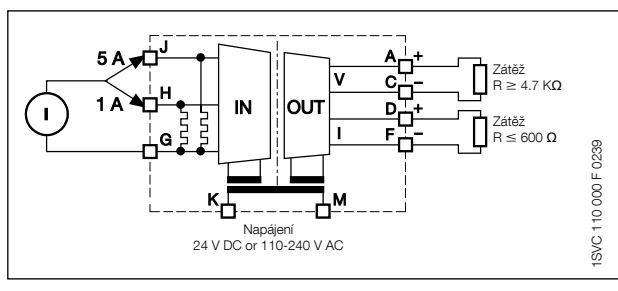 5 A
J
A +
Zátěž
R ≥ 4.7 KΩ
V
C −
1 A
H
IN
OUT
D +
Zátěž
R ≤ 600 Ω
I
I
F −
G
K
M
Napájení
24 V DC or 110-240 V AC
1SVC 110 000 F 0239